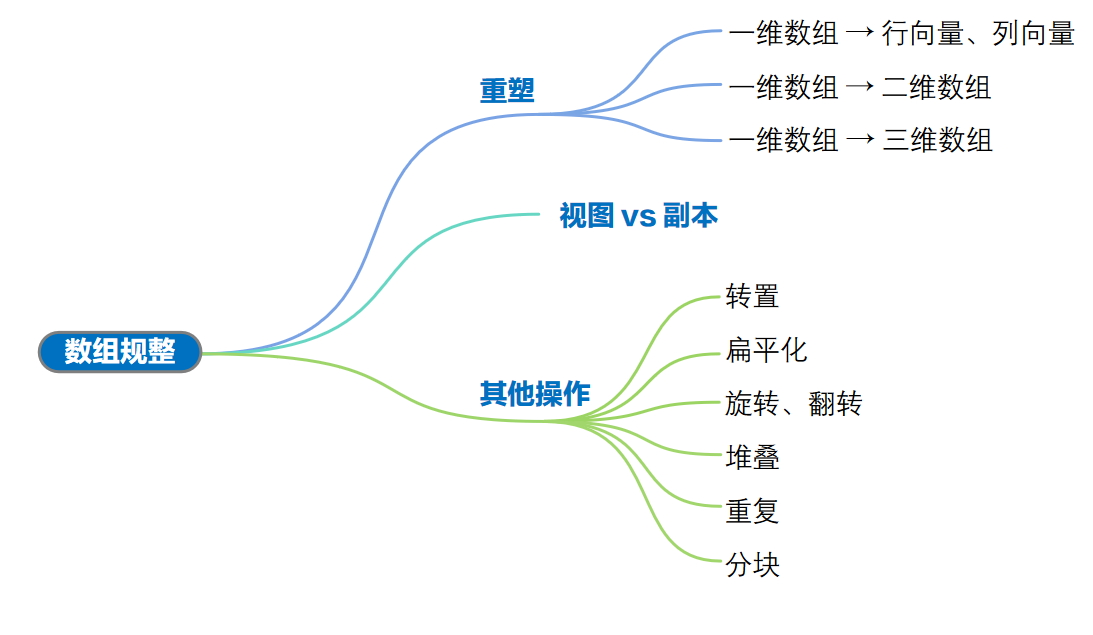 数组规整
重塑
一维数组 → 行向量、列向量
一维数组 → 二维数组
一维数组 → 三维数组
视图 vs 副本
其他操作
转置
扁平化
旋转、翻转
堆叠
重复
分块